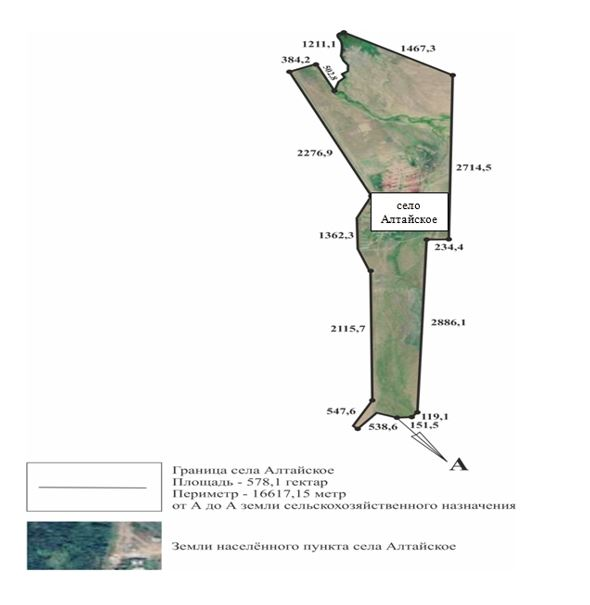 1211,1
1467,3
384,2
502,8
2276,9
2714,5
село
Алтайское
1362,3
234,4
2115,7
2886,1
547,6
119,1
538,6
151,5
А
Граница села Алтайское
Площадь - 578,1 гектар
Периметр - 16617,15 метр
от А до А земли сельскохозяйственного назначения
Земли населённого пункта села Алтайское